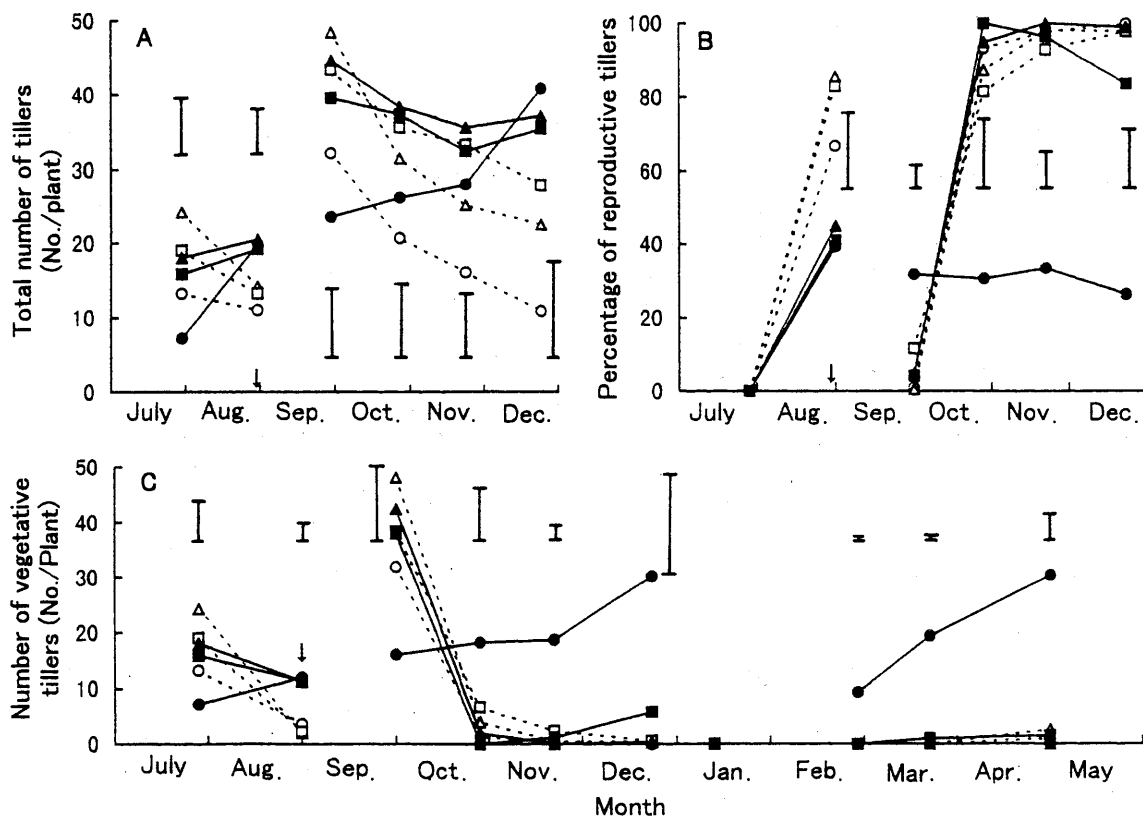 A
50
40
30
20
10
0
Total number of tillers
(No./plant)
July Aug. Sep. Oct. Nov. Dec.
B
100
80
60
40
20
0
Percentage of reproductive tillers
July Aug. Sep. Oct. Nov. Dec.
C
50
40
30
20
10
0
Number of vegetative
tillers (No./Plant)
July Aug. Sep. Oct. Nov. Dec. Jan. Feb. Mar. Apr. May
Month